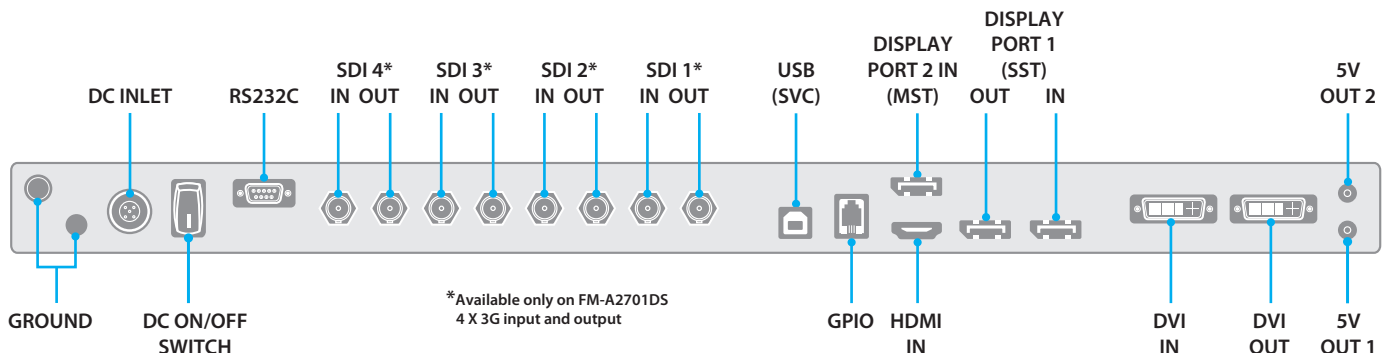 DISPLAY
PORT 1
(SST)
DISPLAY
PORT 2 IN
(MST)
OUT IN
SDI 4*
IN OUT
SDI 3*
IN OUT
SDI 2*
IN OUT
SDI 1*
IN OUT
USB
(SVC)
5V
OUT 2
DC INLET
RS232C
GROUND
DC ON/OFF
SWITCH
*Available only on FM-A2701DS
4 X 3G input and output
GPIO
HDMI
IN
DVI
IN
DVI
OUT
5V
OUT 1